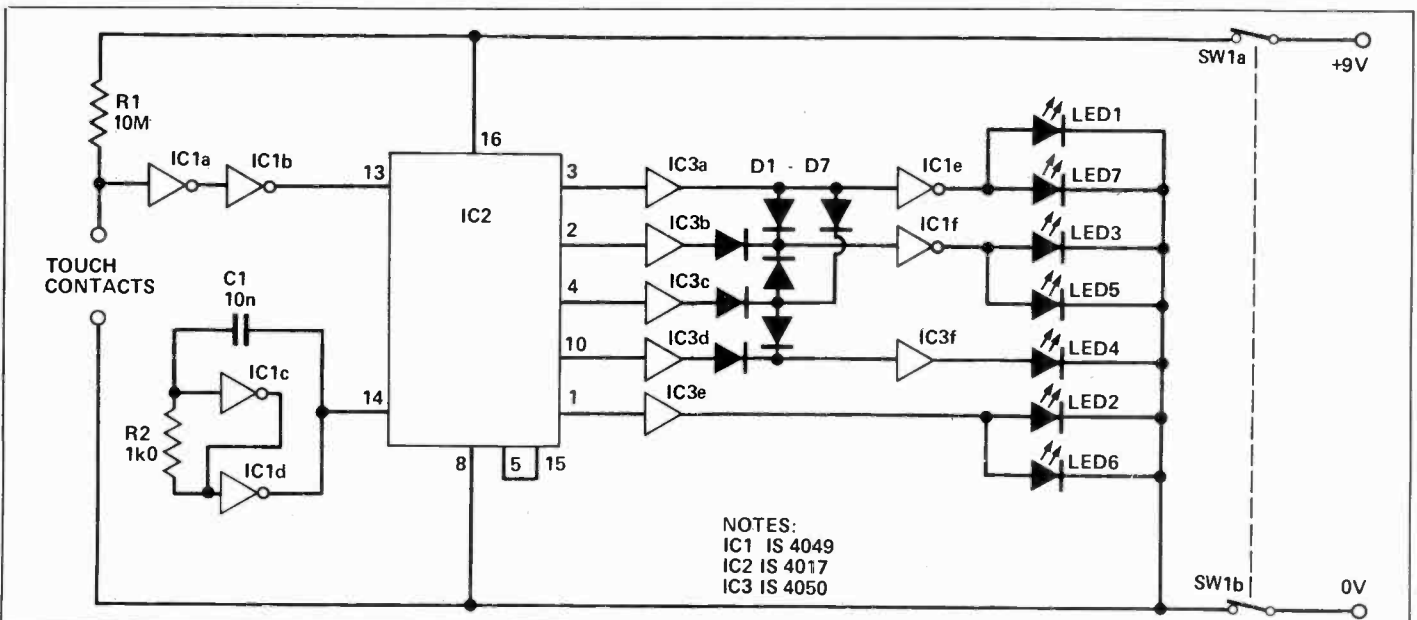 SW1a
+9V
R1
10M
IC1a
IC1b
13
16
3
IC3a
D1 - D7
IC1e
LED1
LED7
IC2
2
IC3b
IC1f
LED3
TOUCH
CONTACTS
C1
10n
4
IC3c
LED5
10
IC3d
IC3f
LED4
IC1c
14
1
IC3e
LED2
R2
1k0
IC1d
8
5
15
LED6
NOTES:
IC1 IS 4049
IC2 IS 4017
IC3 IS 4050
SW1b
0V